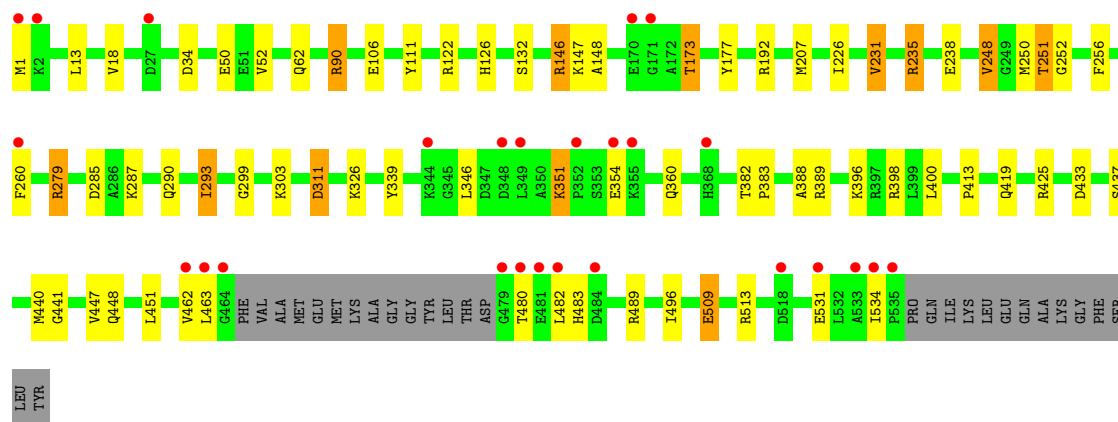 M1 K2 L13 V18 D27 D34 E50 E51 V52 Q62 R90 E106 Y111 R122 H126 S132 R146 K147 A148 E170 G171 A172 T173 Y177 R192 M207 I226 V231 R235 E238 V248 G249 M250 T251 G252 F256
F260 R279 D285 A286 K287 Q290 I293 G299 K303 D311 K326 Y339 K344 G345 L346 D347 D348 L349 A350 K351 P352 S353 E354 K355 Q360 H368 T382 P383 A388 R389 K396 R397 R398 L399 L400 P413 Q419 R425 D433 S437
M440 G441 V447 Q448 L451 V462 L463 G464 PHE VAL ALA MET GLU MET LYS ALA GLY GLY TYR LEU THR ASP G479 T480 E481 L482 H483 D484 R489 I496 E509 R513 D518 E531 L532 A533 I534 P535 PRO GLN ILE LYS LEU GLU GLN ALA LYS GLY PHE SER
LEU TYR